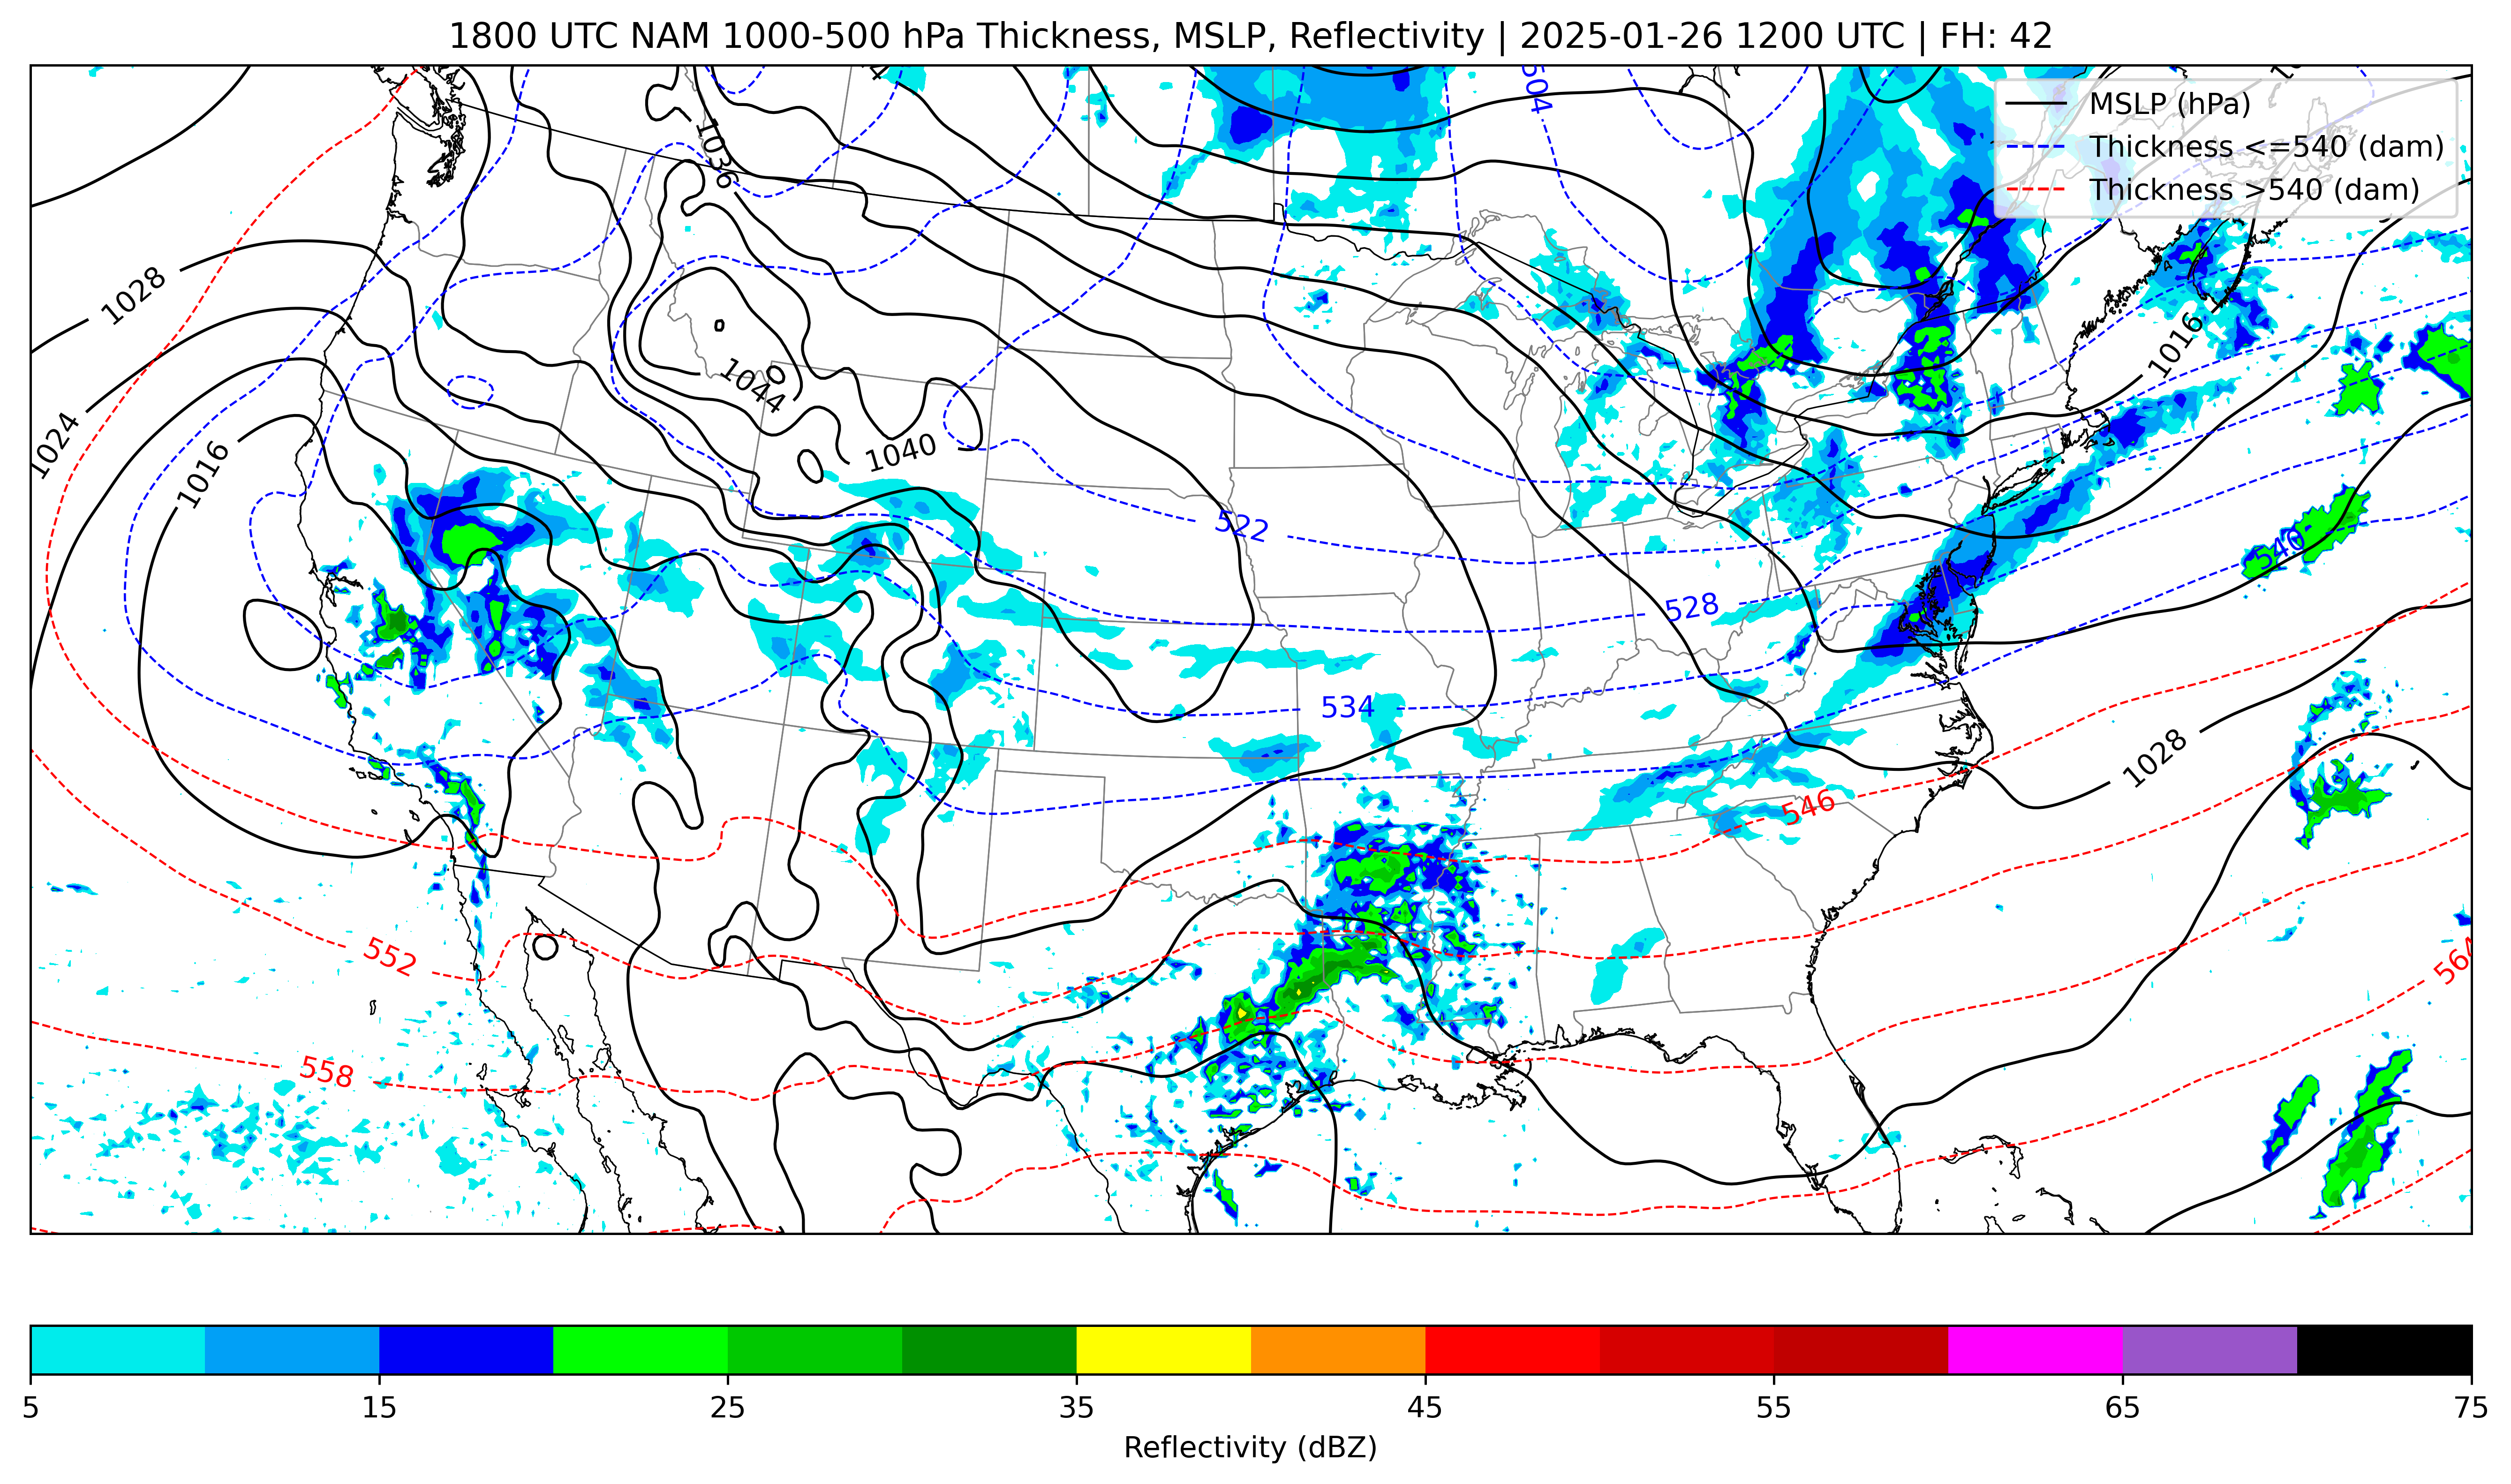 1800 UTC NAM 1000-500 hPa Thickness, MSLP, Reflectivity | 2025-01-26 1200 UTC | FH: 42
MSLP (hPa)
Thickness <=540 (dam)
Thickness >540 (dam)
504
1036
1028
1016
1044
1024
1016
1040
522
540
528
534
1028
546
552
564
558
5 15 25 35 45 55 65 75
Reflectivity (dBZ)